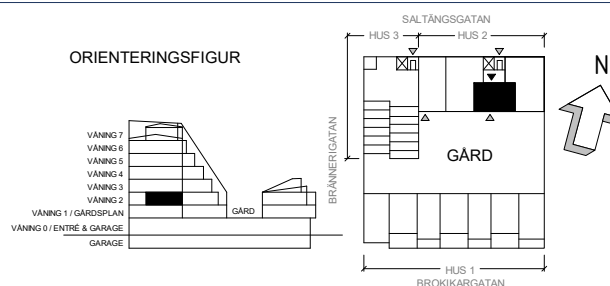 ORIENTERINGSFIGUR
VÅNING 7
VÅNING 6
VÅNING 5
VÅNING 4
VÅNING 3
VÅNING 2
VÅNING 1 / GÅRDSPLAN
VÅNING 0 / ENTRÉ & GARAGE
GARAGE
GÅRD
SALTÄNGSGATAN
HUS 3
HUS 2
BRÄNNERIGATAN
GÅRD
N
HUS 1
BROKIKARGATAN